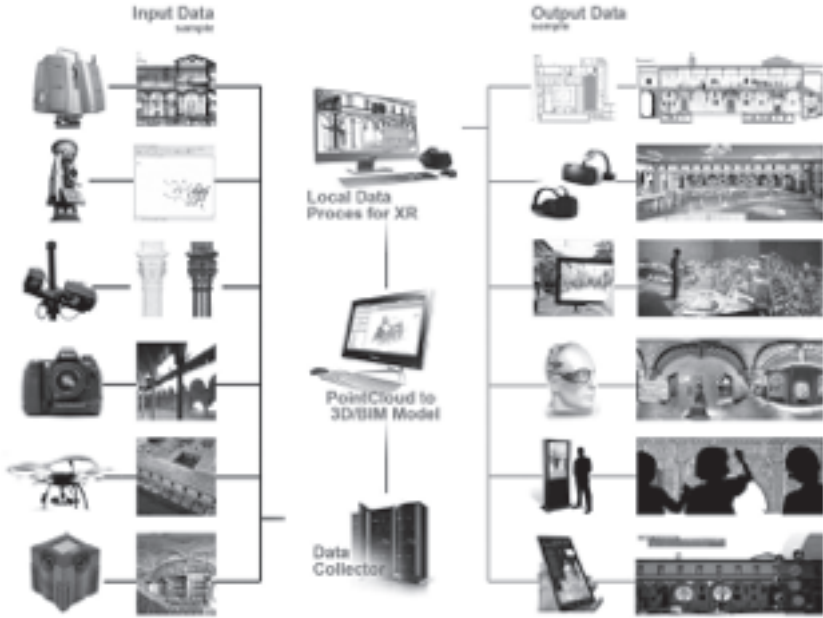 Input Data
sample
Output Data
sample
Local Data
Proces for XR
PointCloud to
3D/BIM Model
Data
Collector